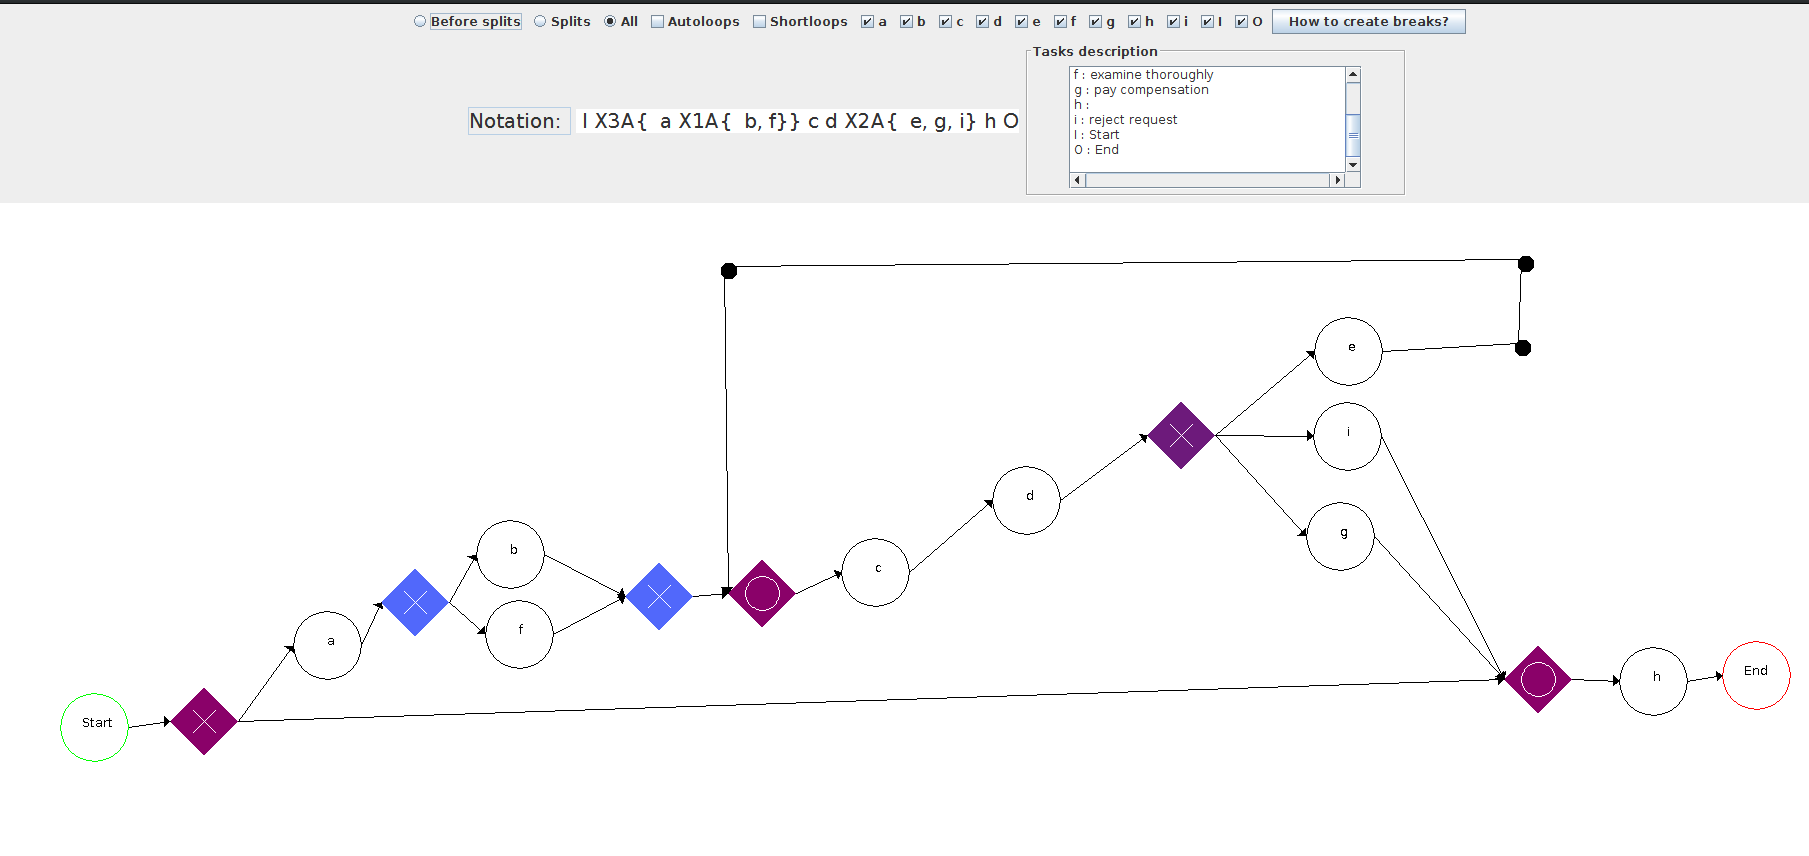 Before splits Splits All Autoloops Shortloops a b c d e f g h i I O How to create breaks?
Tasks description
f : examine thoroughly
g : pay compensation
h :
i : reject request
I : Start
O : End
Notation: I X3A{ a X1A{ b, f}} c d X2A{ e, g, i} h O
e
i
d
g
b
c
f
a
h
End
Start